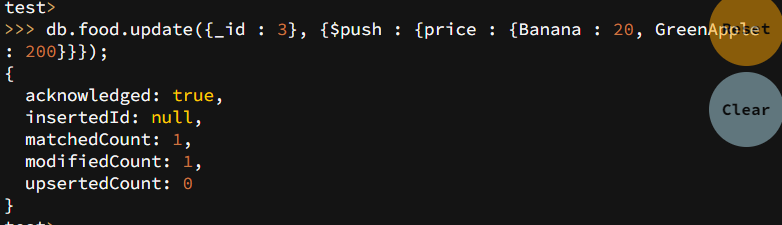 test>
>>> db.food.update({_id : 3}, {$push : {price : {Banana : 20, GreenApple
: 200}}});
Reset
{
acknowledged: true,
insertedId: null,
Clear
matchedCount: 1,
modifiedCount: 1,
upsertedCount: 0
}
test>